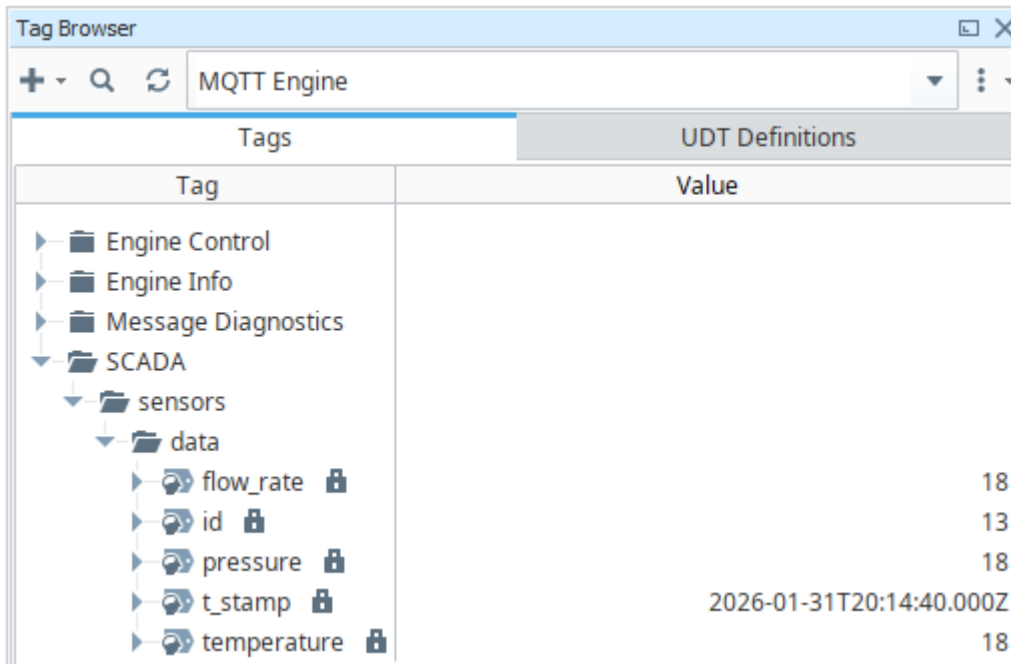 Tag Browser
MQTT Engine
Tags UDT Definitions
Tag Value
Engine Control
Engine Info
Message Diagnostics
SCADA
sensors
data
flow_rate 18
id 13
pressure 18
t_stamp 2026-01-31T20:14:40.000Z
temperature 18